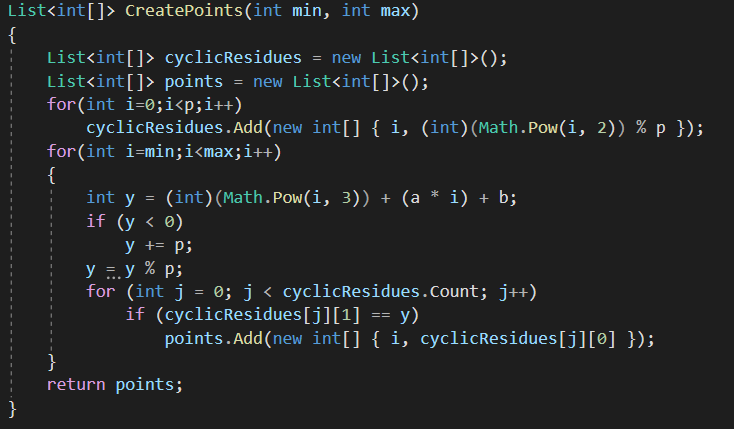 List<int[]> CreatePoints(int min, int max)
{
    List<int[]> cyclicResidues = new List<int[]>();
    List<int[]> points = new List<int[]>();
    for(int i=0;i<p;i++)
        cyclicResidues.Add(new int[] { i, (int)(Math.Pow(i, 2)) % p });
    for(int i=min;i<max;i++)
    {
        int y = (int)(Math.Pow(i, 3)) + (a * i) + b;
        if (y < 0)
            y += p;
        y = y % p;
        for (int j = 0; j < cyclicResidues.Count; j++)
            if (cyclicResidues[j][1] == y)
                points.Add(new int[] { i, cyclicResidues[j][0] });
    }
    return points;
}